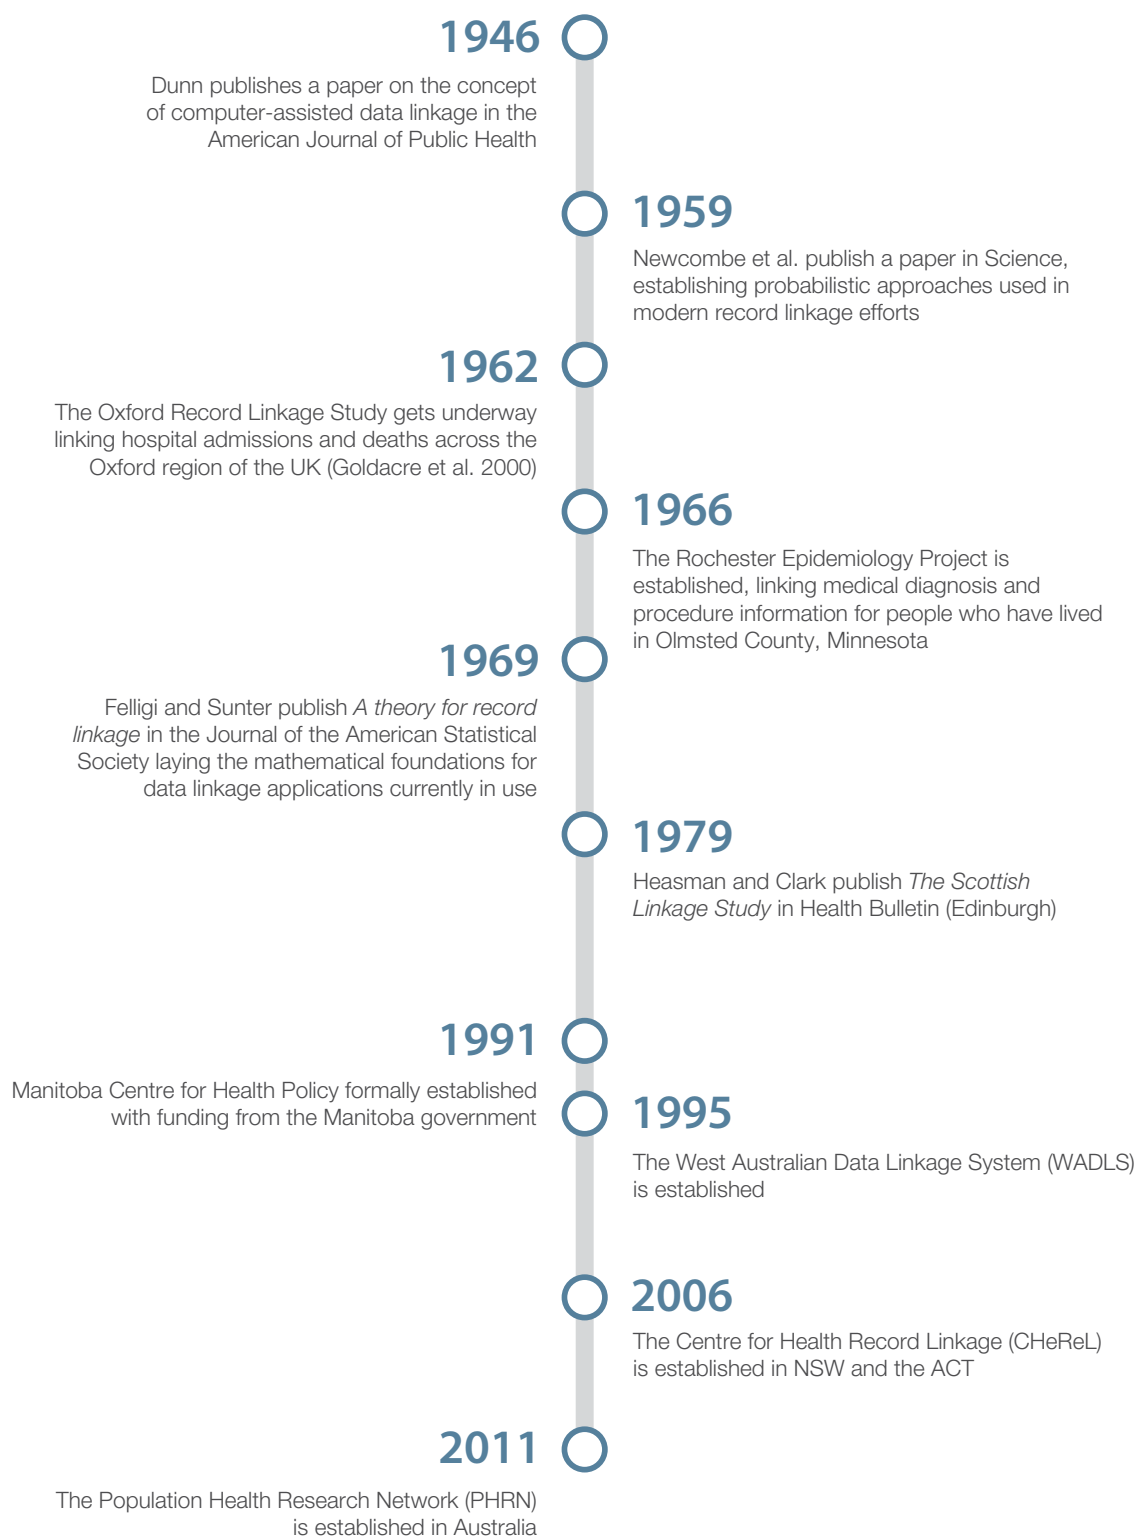 1946
Dunn publishes a paper on the concept
of computer-assisted data linkage in the
American Journal of Public Health
1959
Newcombe et al. publish a paper in Science,
establishing probabilistic approaches used in
modern record linkage efforts
1962
The Oxford Record Linkage Study gets underway
linking hospital admissions and deaths across the
Oxford region of the UK (Goldacre et al. 2000)
1966
The Rochester Epidemiology Project is
established, linking medical diagnosis and
procedure information for people who have lived
in Olmsted County, Minnesota
1969
Felligi and Sunter publish A theory for record
linkage in the Journal of the American Statistical
Society laying the mathematical foundations for
data linkage applications currently in use
1979
Heasman and Clark publish The Scottish
Linkage Study in Health Bulletin (Edinburgh)
1991
Manitoba Centre for Health Policy formally established
with funding from the Manitoba government
1995
The West Australian Data Linkage System (WADLS)
is established
2006
The Centre for Health Record Linkage (CHeReL)
is established in NSW and the ACT
2011
The Population Health Research Network (PHRN)
is established in Australia